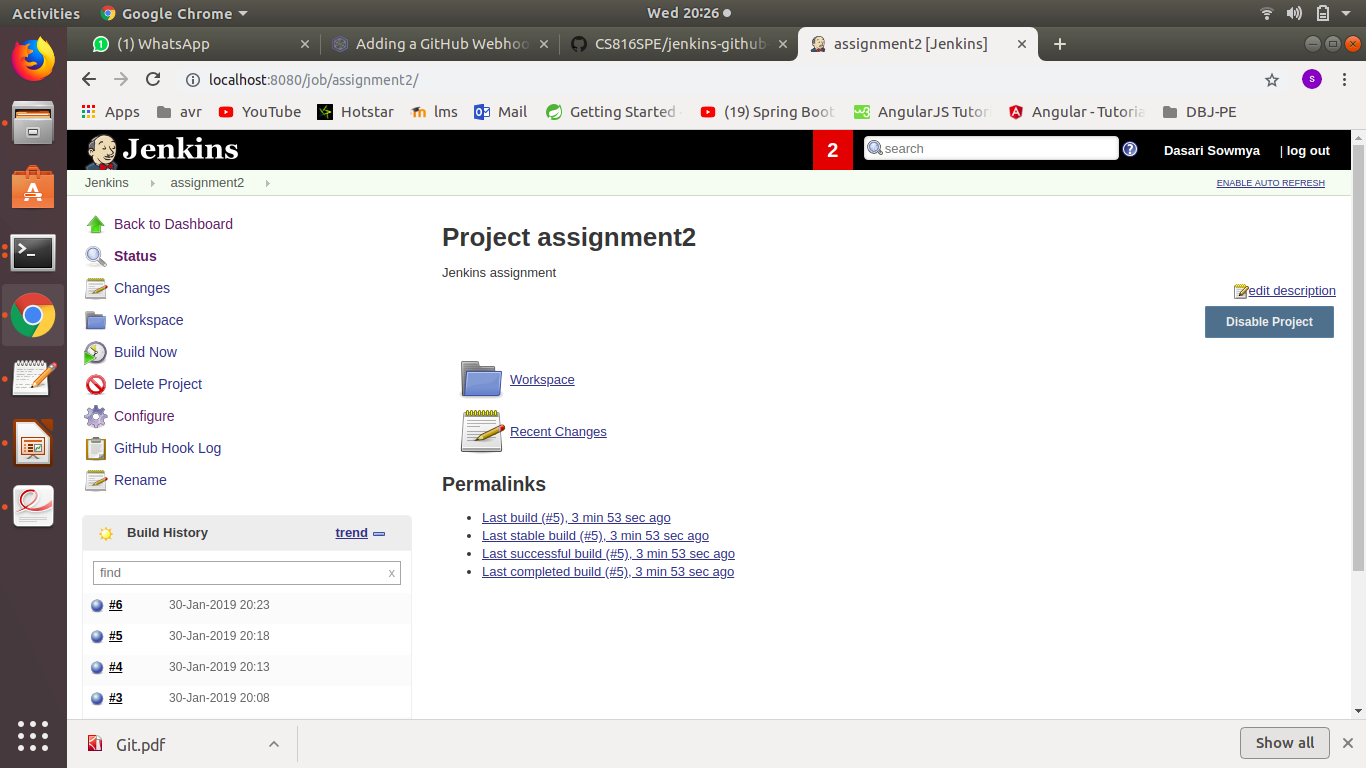 Activities Google Chrome Wed 20:26
(1) WhatsApp Adding a GitHub Webhoo CS816SPE/jenkins-github assignment2 [Jenkins]
localhost:8080/job/assignment2/ s
Apps avr YouTube Hotstar lms Mail Getting Started (19) Spring Boot AngularJS Tutor Angular - Tutoria DBJ-PE
Jenkins 2 search Dasari Sowmya | log out
Jenkins assignment2 ENABLE AUTO REFRESH
Back to Dashboard
Status
Changes
Workspace
Build Now
Delete Project
Configure
GitHub Hook Log
Rename
Build History trend
find x
#6 30-Jan-2019 20:23
#5 30-Jan-2019 20:18
#4 30-Jan-2019 20:13
#3 30-Jan-2019 20:08
Project assignment2
Jenkins assignment
edit description
Disable Project
Workspace
Recent Changes
Permalinks
Last build (#5), 3 min 53 sec ago
Last stable build (#5), 3 min 53 sec ago
Last successful build (#5), 3 min 53 sec ago
Last completed build (#5), 3 min 53 sec ago
Git.pdf Show all